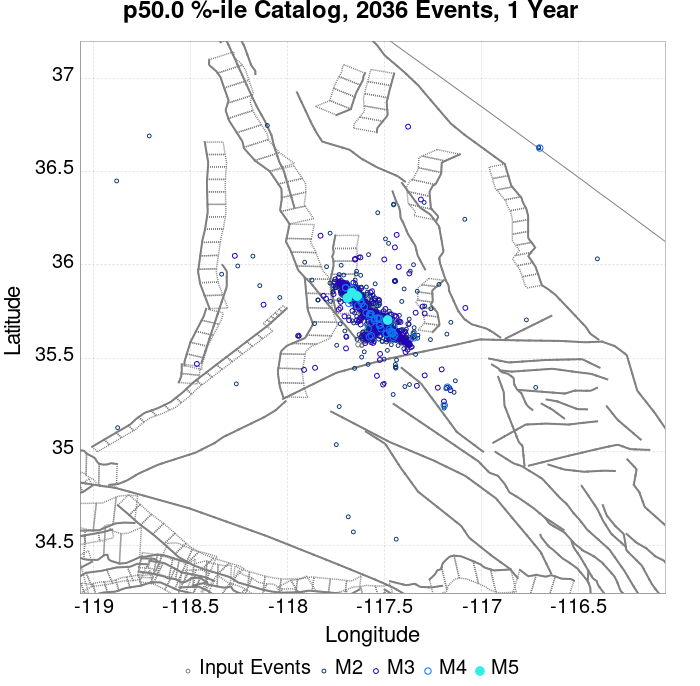 p50.0 %-ile Catalog, 2036 Events, 1 Year
37
36.5
36
35.5
35
34.5
Latitude
-119 -118.5 -118 -117.5 -117 -116.5
Longitude
Input Events M2 M3 M4 M5